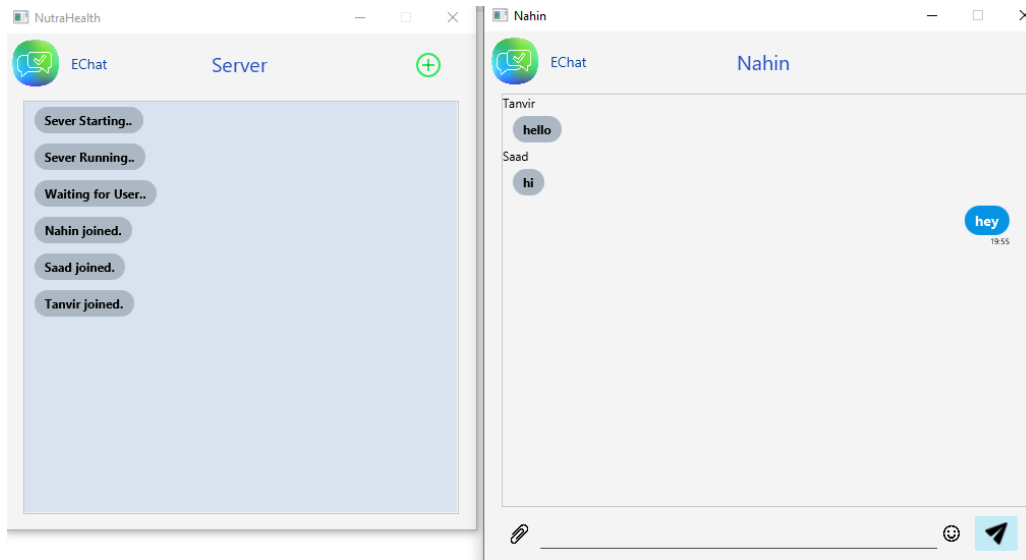 NutraHealth
EChat
Server
Sever Starting..
Sever Running..
Waiting for User..
Nahin joined.
Saad joined.
Tanvir joined.
Nahin
EChat
Nahin
Tanvir
hello
Saad
hi
hey
19:55